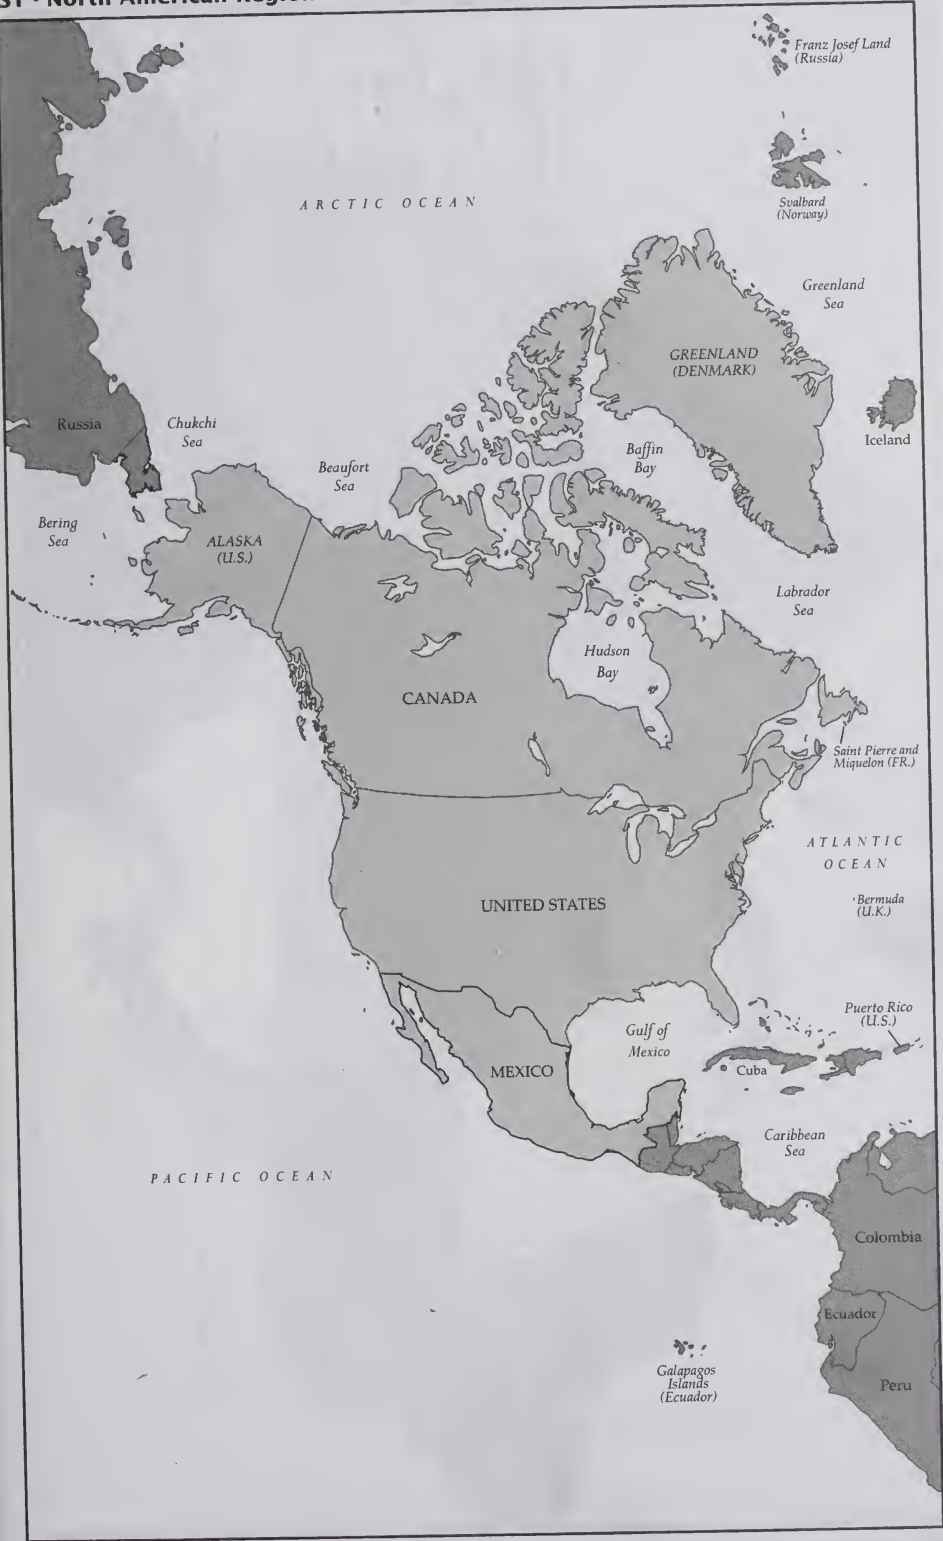 North American Region
Franz Josef Land
(Russia)
ARCTIC OCEAN
Svalbard
(Norway)
Greenland
Sea
GREENLAND
(DENMARK)
Russia
Chukchi
Sea
Iceland
Beaufort
Sea
Baffin
Bay
Bering
Sea
ALASKA
(U.S.)
Labrador
Sea
Hudson
Bay
CANADA
Saint Pierre and
Miquelon (FR.)
ATLANTIC
OCEAN
UNITED STATES
Bermuda
(U.K.)
Puerto Rico
(U.S.)
Gulf of
Mexico
MEXICO
Cuba
Caribbean
Sea
PACIFIC OCEAN
Colombia
Ecuador
Galapagos
Islands
(Ecuador)
Peru